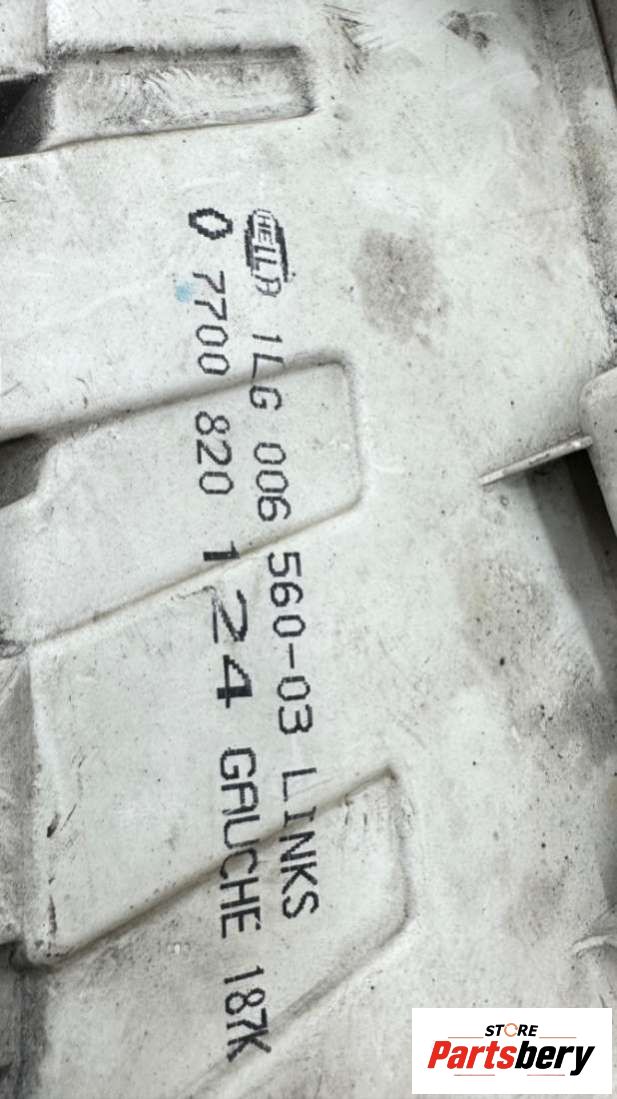 HELLA 1LG 006 560-03 LINKS
0 7700 820 124 GAUCHE 187K
STORE
Partsbery